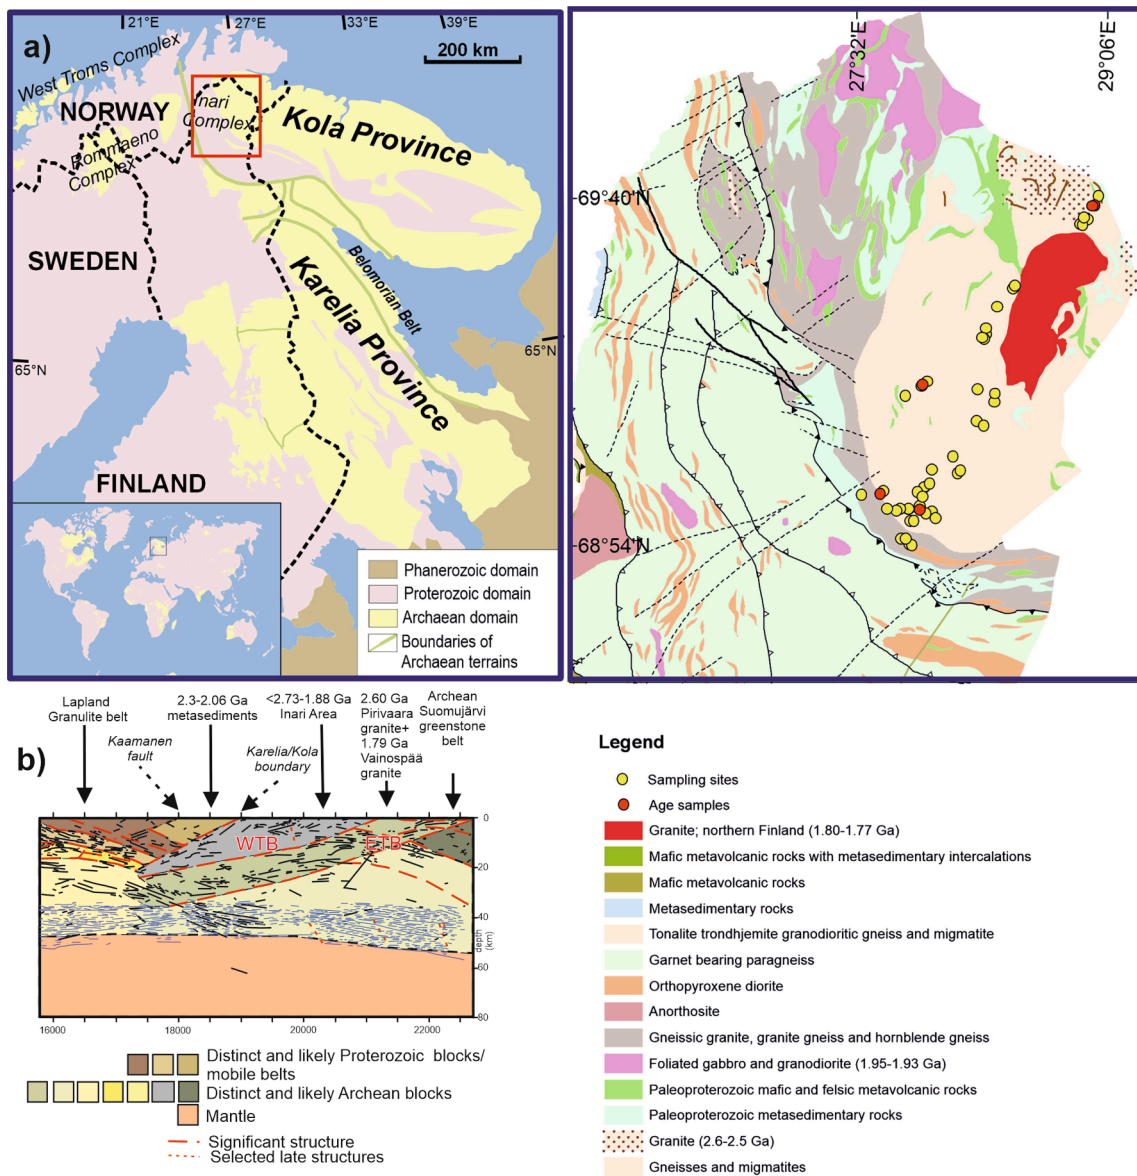 21°E
27°E
33°E
39°E
a)
200 km
West Troms Complex
NORWAY
Inari
Complex
Kola Province
Rommaeno
Complex
SWEDEN
Belomorian Belt
Karelia Province
65°N
65°N
FINLAND
Phanerozoic domain
Proterozoic domain
Archaean domain
Boundaries of
Archaean terrains
27°32'E
29°06'E
69°40'N
68°54'N
b)
Lapland
Granulite belt
Kaamanen
fault
2.3-2.06 Ga
metasediments
Karelia/Kola
boundary
<2.73-1.88 Ga
Inari Area
2.60 Ga
Pirivaara
granite+
1.79 Ga
Vainospää
granite
Archean
Suomujärvi
greenstone
belt
WTB
ETB
0
20
40
depth
(km)
60
80
16000
18000
20000
22000
Distinct and likely Proterozoic blocks/
mobile belts
Distinct and likely Archean blocks
Mantle
Significant structure
Selected late structures
Legend
Sampling sites
Age samples
Granite; northern Finland (1.80-1.77 Ga)
Mafic metavolcanic rocks with metasedimentary intercalations
Mafic metavolcanic rocks
Metasedimentary rocks
Tonalite trondhjemite granodioritic gneiss and migmatite
Garnet bearing paragneiss
Orthopyroxene diorite
Anorthosite
Gneissic granite, granite gneiss and hornblende gneiss
Foliated gabbro and granodiorite (1.95-1.93 Ga)
Paleoproterozoic mafic and felsic metavolcanic rocks
Paleoproterozoic metasedimentary rocks
Granite (2.6-2.5 Ga)
Gneisses and migmatites